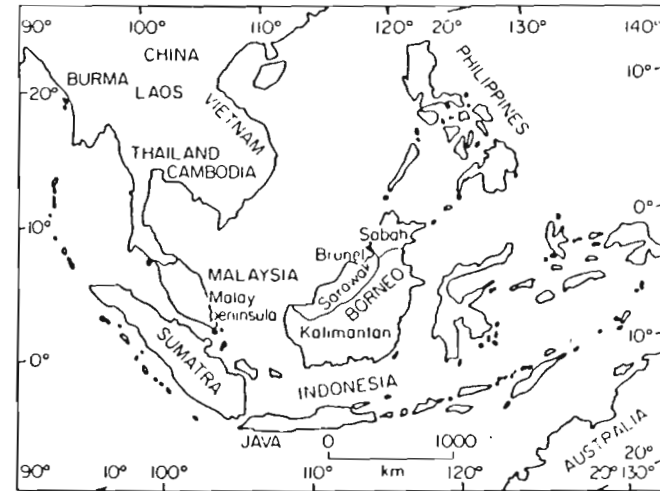 90° 100° 110° 120° 20° 130° 140°
CHINA
PHILIPPINES
10°
BURMA
LAOS
20°
VIETNAM
THAILAND
CAMBODIA
0°
10°
Sabah
Brunei
MALAYSIA
Sarawak
BORNEO
Malay
peninsula
Kalimantan
SUMATRA
10°
0°
INDONESIA
JAVA
0 1000
km
AUSTRALIA
20°
90° 10° 100° 110° 120° 20° 130°